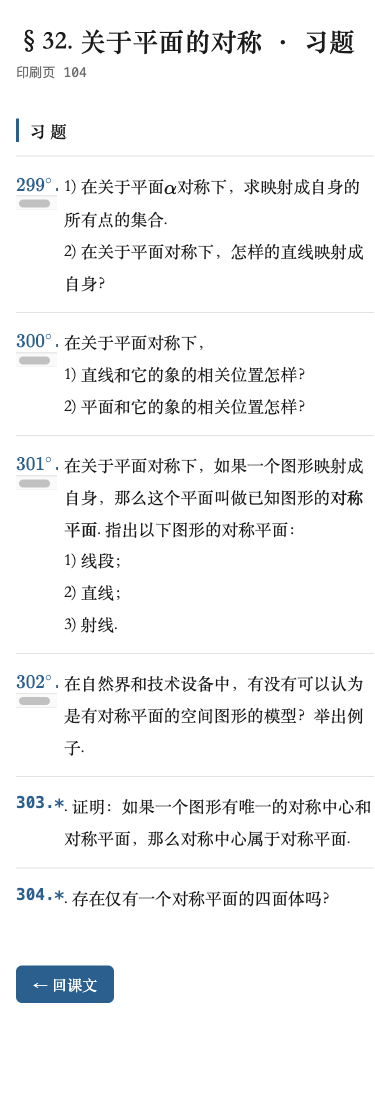 § 32. 关于平面的对称 · 习题
印刷页 104
习题
299°. 1) 在关于平面α对称下，求映射成自身的
所有点的集合.
2) 在关于平面对称下，怎样的直线映射成
自身?
300°. 在关于平面对称下，
1) 直线和它的象的相关位置怎样?
2) 平面和它的象的相关位置怎样?
301°. 在关于平面对称下，如果一个图形映射成
自身，那么这个平面叫做已知图形的对称
平面. 指出以下图形的对称平面：
1) 线段；
2) 直线；
3) 射线.
302°. 在自然界和技术设备中，有没有可以认为
是有对称平面的空间图形的模型? 举出例
子.
303.*. 证明：如果一个图形有唯一的对称中心和
对称平面，那么对称中心属于对称平面.
304.*. 存在仅有一个对称平面的四面体吗?
← 回课文